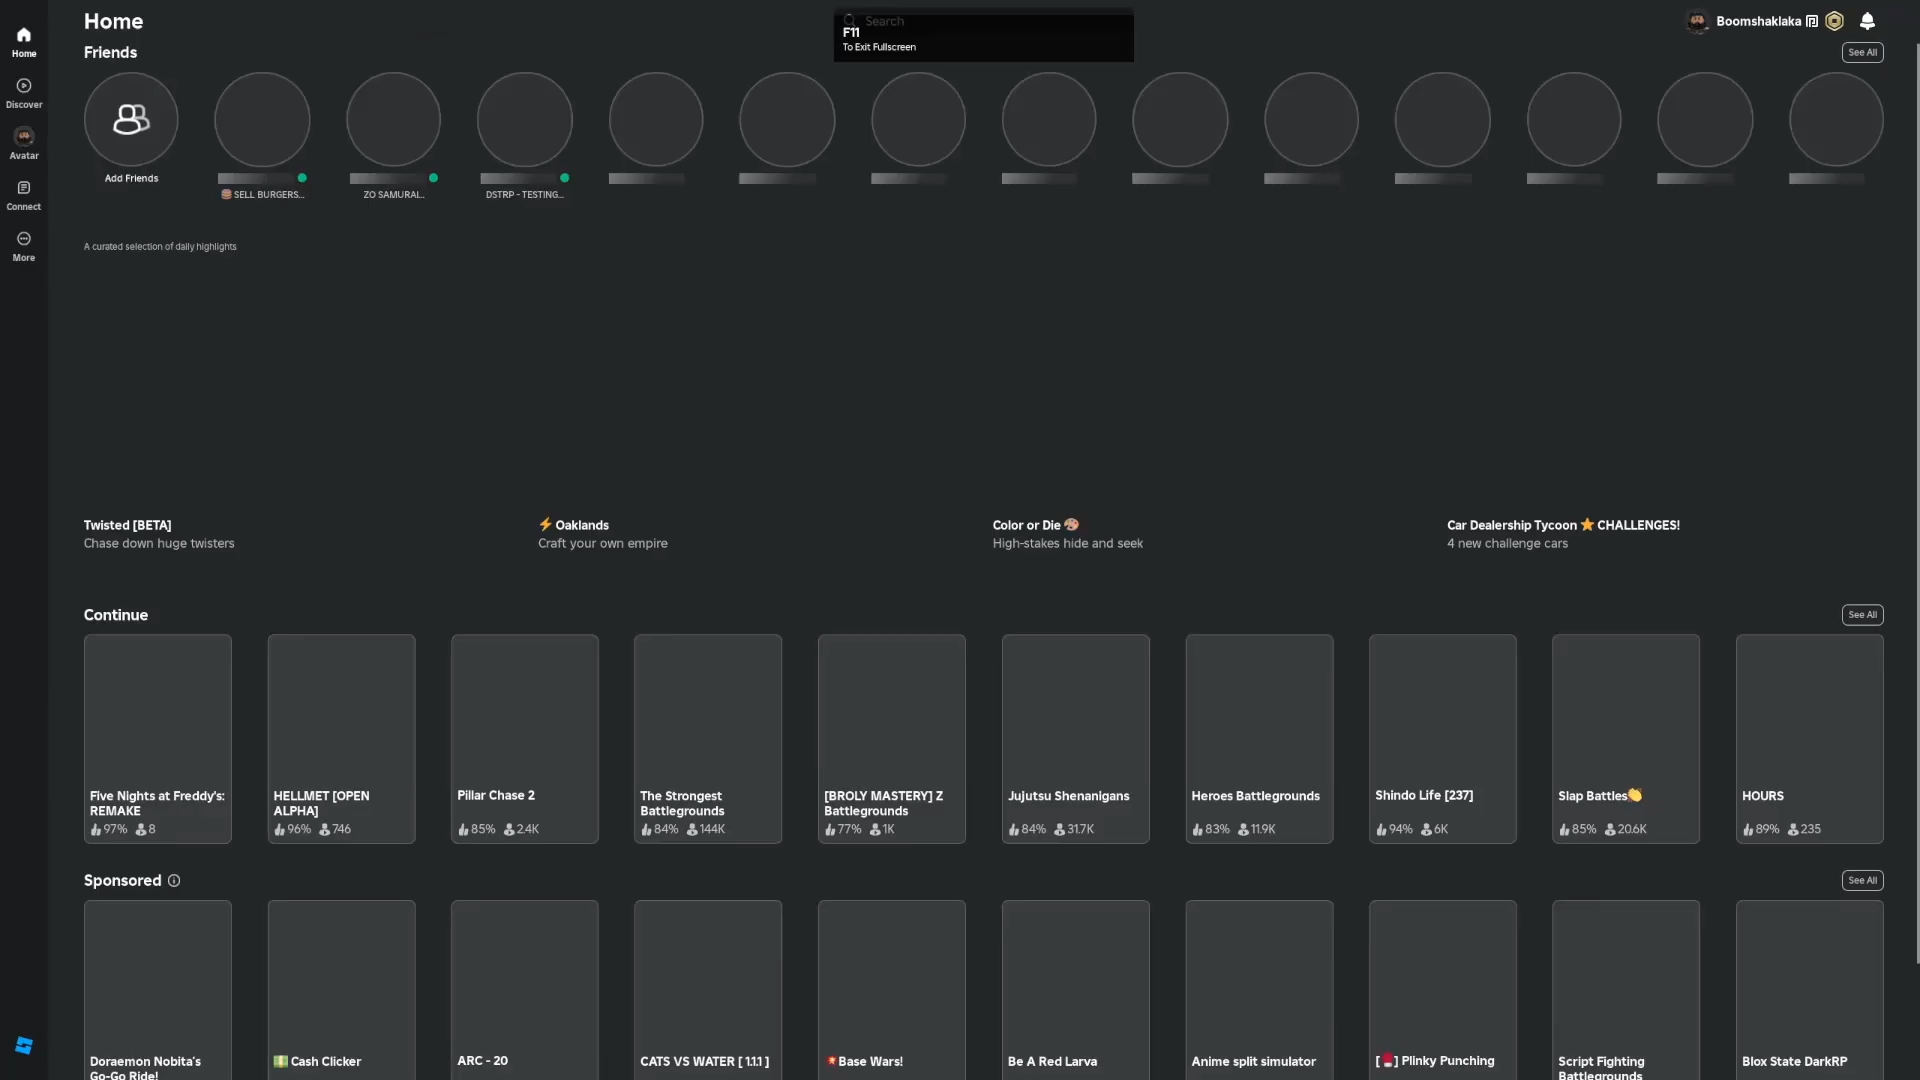 Home
Search
F11
To Exit Fullscreen
Boomshaklaka
Home
Discover
Avatar
Connect
More
Friends
See All
Add Friends
🍔SELL BURGERS...
ZO SAMURAI...
DSTRP - TESTING...
A curated selection of daily highlights
Twisted [BETA]
Chase down huge twisters
⚡ Oaklands
Craft your own empire
Color or Die 🎨
High-stakes hide and seek
Car Dealership Tycoon ⭐ CHALLENGES!
4 new challenge cars
Continue
See All
Five Nights at Freddy's:
REMAKE
97% 8
HELLMET [OPEN
ALPHA]
96% 746
Pillar Chase 2
85% 2.4K
The Strongest
Battlegrounds
84% 144K
[BROLY MASTERY] Z
Battlegrounds
77% 1K
Jujutsu Shenanigans
84% 31.7K
Heroes Battlegrounds
83% 11.9K
Shindo Life [237]
94% 6K
Slap Battles👏
85% 20.6K
HOURS
89% 235
Sponsored
See All
Doraemon Nobita's
Go-Go Ride!
💵 Cash Clicker
ARC - 20
CATS VS WATER [ 1.1.1 ]
💥Base Wars!
Be A Red Larva
Anime split simulator
[🥊] Plinky Punching
Script Fighting
Battlegrounds
Blox State DarkRP